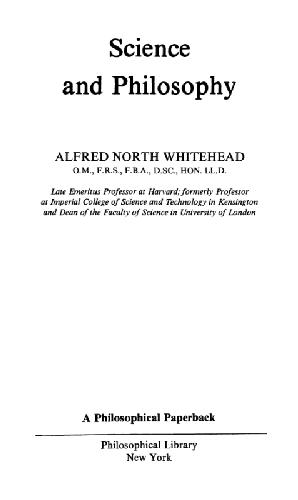 Science
and Philosophy
ALFRED NORTH WHITEHEAD
O.M., F.R.S., F.B.A., D.SC., HON. LL.D.
Late Emeritus Professor at Harvard; formerly Professor
at Imperial College of Science and Technology in Kensington
and Dean of the Faculty of Science in University of London
A Philosophical Paperback
Philosophical Library
New York